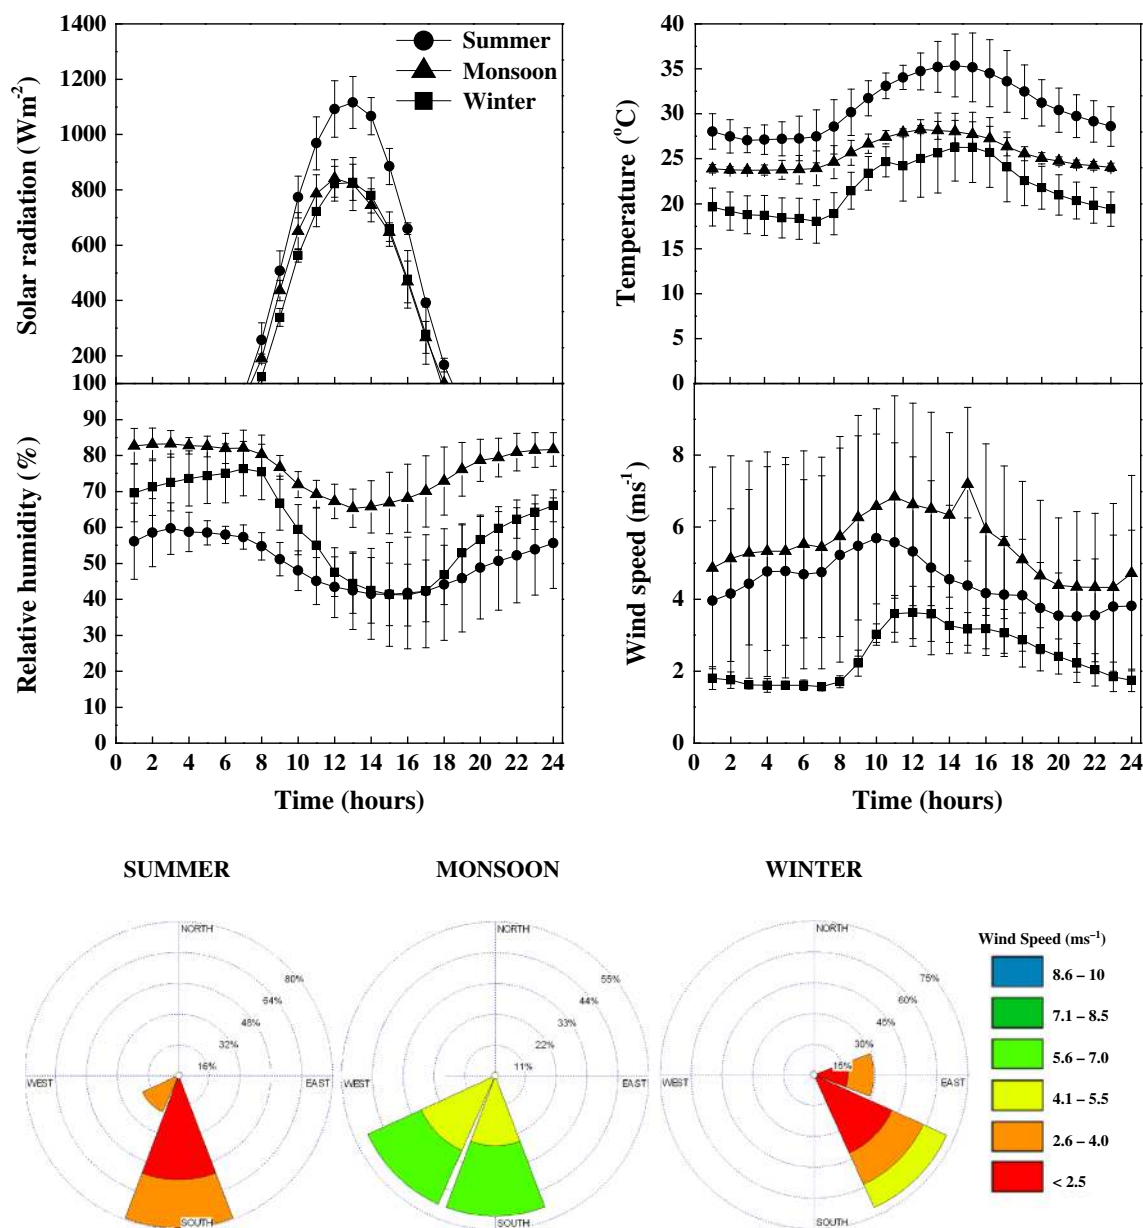 1400
1200
1000
800
600
400
200
100
Solar radiation (Wm⁻²)
Summer
Monsoon
Winter
40
35
30
25
20
15
10
5
0
Temperature (°C)
90
80
70
60
50
40
30
20
10
0
Relative humidity (%)
0 2 4 6 8 10 12 14 16 18 20 22 24
Time (hours)
8
6
4
2
0
Wind speed (ms⁻¹)
0 2 4 6 8 10 12 14 16 18 20 22 24
Time (hours)
SUMMER
NORTH
80%
64%
48%
32%
16%
WEST
EAST
SOUTH
MONSOON
NORTH
55%
44%
33%
22%
11%
WEST
EAST
SOUTH
WINTER
NORTH
75%
60%
45%
30%
15%
WEST
EAST
SOUTH
Wind Speed (ms⁻¹)
8.6 – 10
7.1 – 8.5
5.6 – 7.0
4.1 – 5.5
2.6 – 4.0
< 2.5